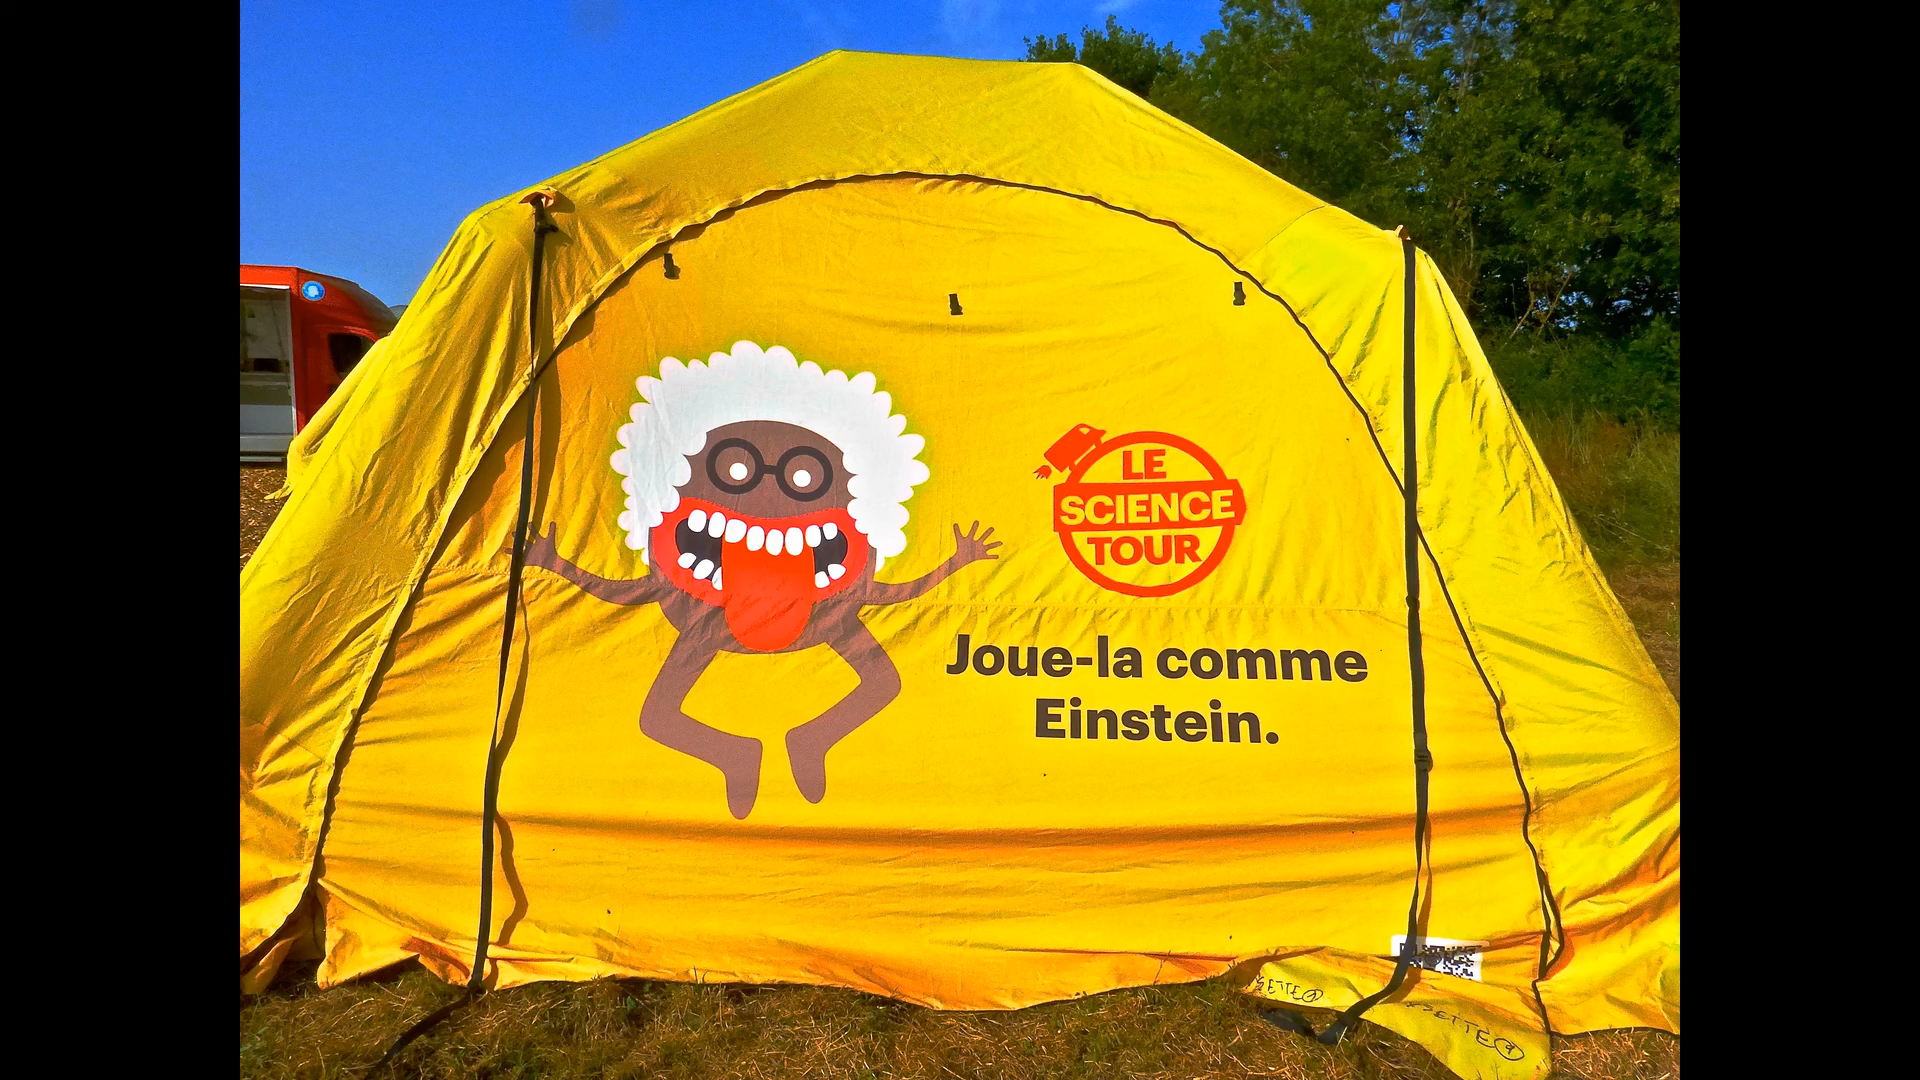 LE
SCIENCE
TOUR
Joue-la comme
Einstein.